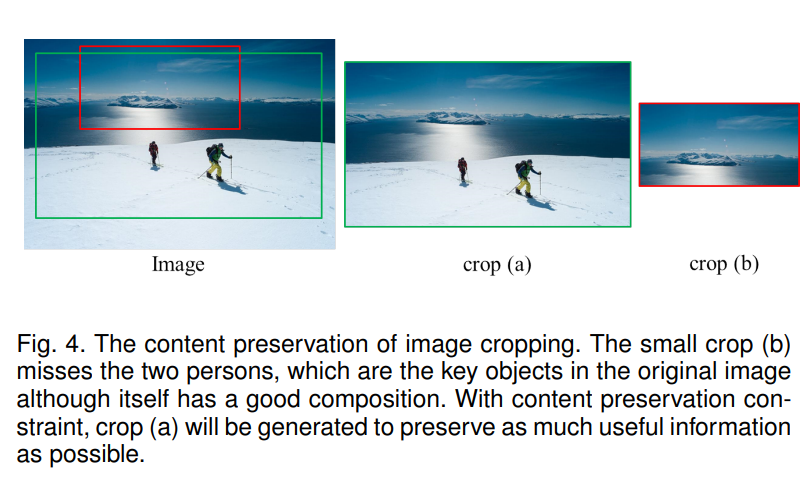 Image
crop (a)
crop (b)
Fig. 4. The content preservation of image cropping. The small crop (b)
misses the two persons, which are the key objects in the original image
although itself has a good composition. With content preservation con-
straint, crop (a) will be generated to preserve as much useful information
as possible.